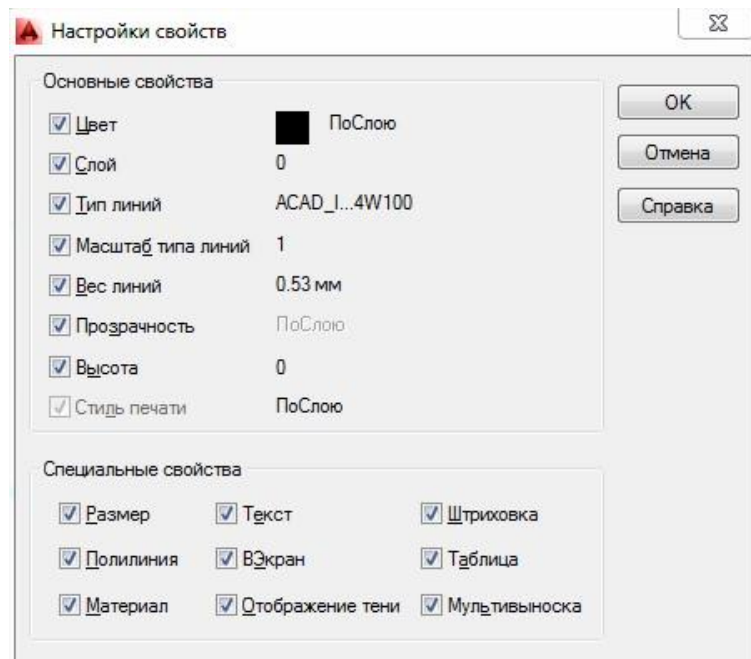 Настройки свойств
Основные свойства
Цвет ПоСлою
Слой 0
Тип линий ACAD_I...4W100
Масштаб типа линий 1
Вес линий 0.53 мм
Прозрачность ПоСлою
Высота 0
Стиль печати ПоСлою
OK
Отмена
Справка
Специальные свойства
Размер Текст Штриховка
Полилиния ВЭкран Таблица
Материал Отображение тени Мультивыноска